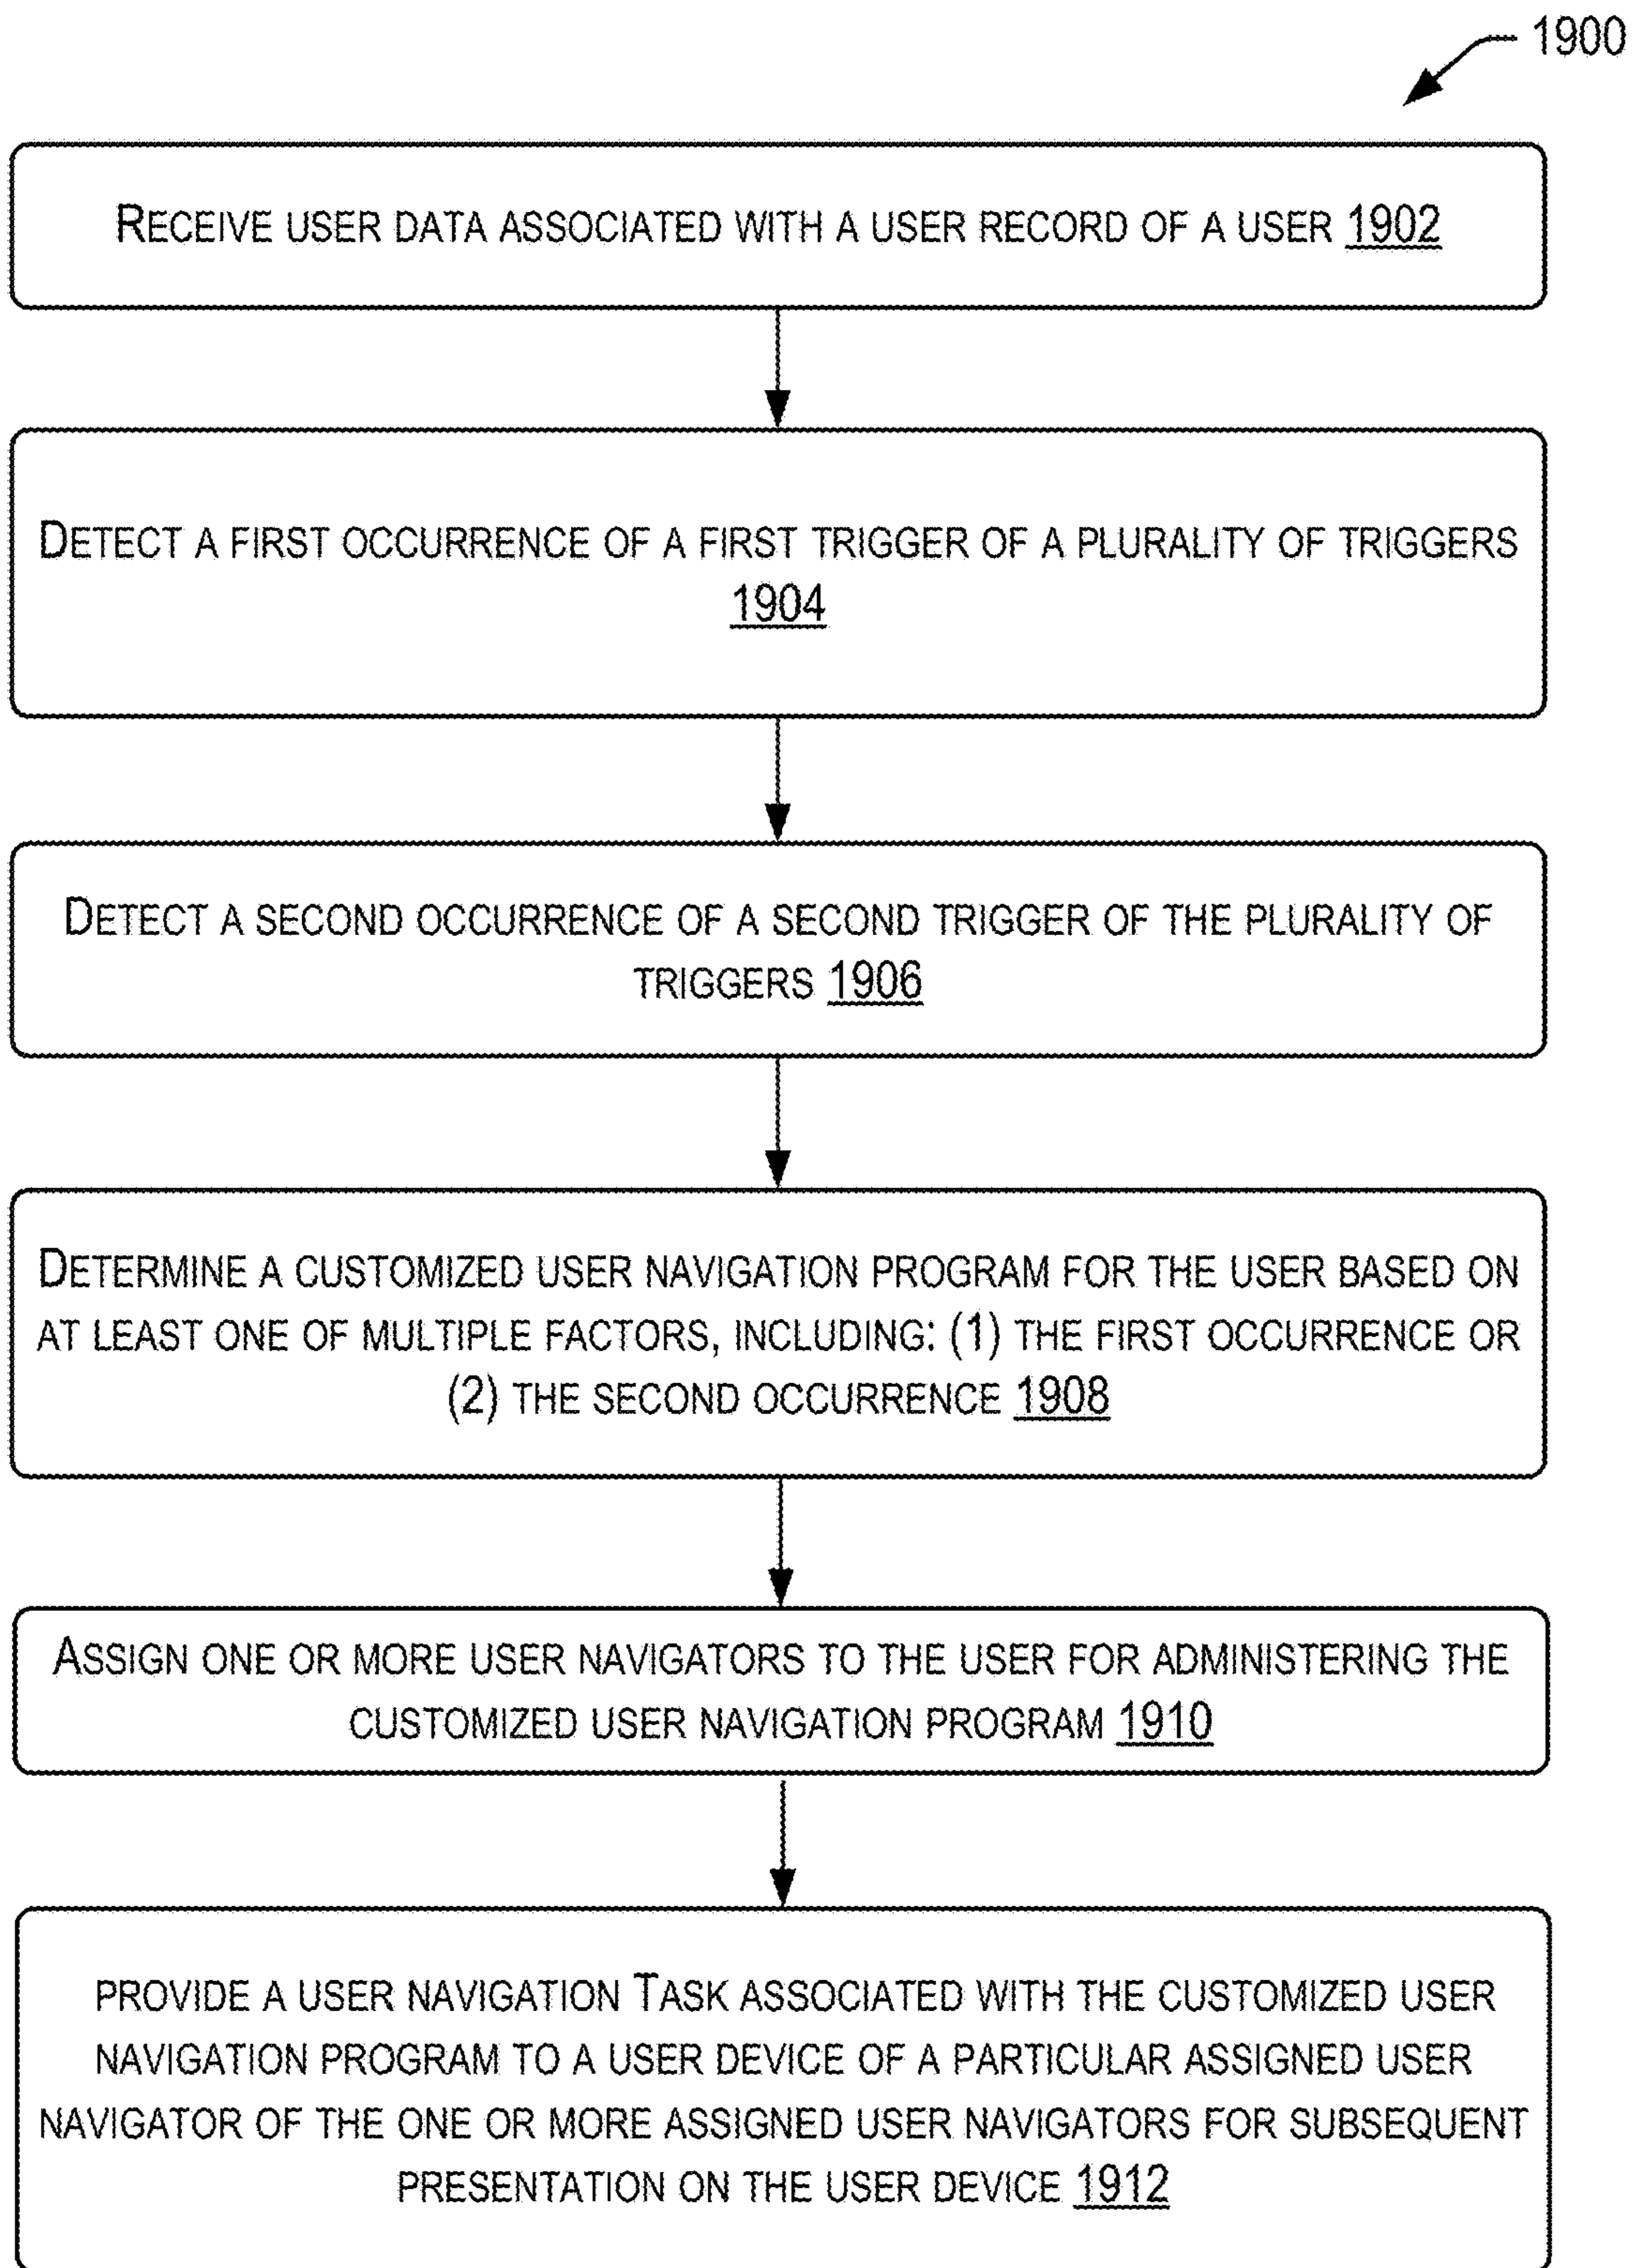 1900
RECEIVE USER DATA ASSOCIATED WITH A USER RECORD OF A USER 1902
DETECT A FIRST OCCURRENCE OF A FIRST TRIGGER OF A PLURALITY OF TRIGGERS
1904
DETECT A SECOND OCCURRENCE OF A SECOND TRIGGER OF THE PLURALITY OF
TRIGGERS 1906
DETERMINE A CUSTOMIZED USER NAVIGATION PROGRAM FOR THE USER BASED ON
AT LEAST ONE OF MULTIPLE FACTORS, INCLUDING: (1) THE FIRST OCCURRENCE OR
(2) THE SECOND OCCURRENCE 1908
ASSIGN ONE OR MORE USER NAVIGATORS TO THE USER FOR ADMINISTERING THE
CUSTOMIZED USER NAVIGATION PROGRAM 1910
PROVIDE A USER NAVIGATION TASK ASSOCIATED WITH THE CUSTOMIZED USER
NAVIGATION PROGRAM TO A USER DEVICE OF A PARTICULAR ASSIGNED USER
NAVIGATOR OF THE ONE OR MORE ASSIGNED USER NAVIGATORS FOR SUBSEQUENT
PRESENTATION ON THE USER DEVICE 1912